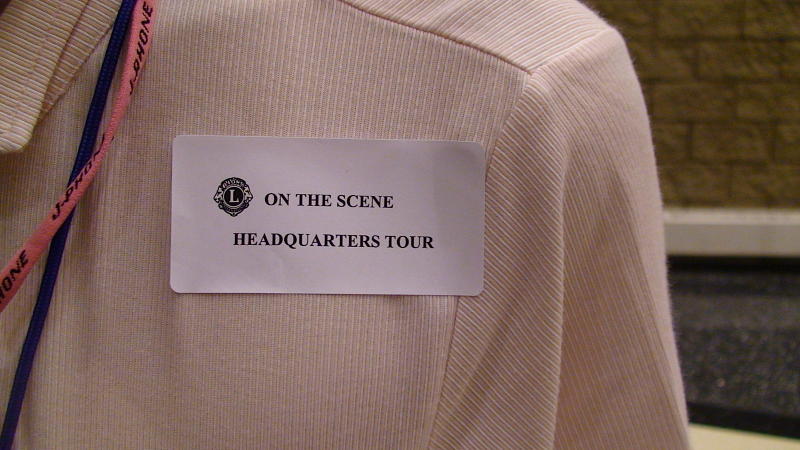 J-PHONE
J-PHONE
L
ON THE SCENE
HEADQUARTERS TOUR